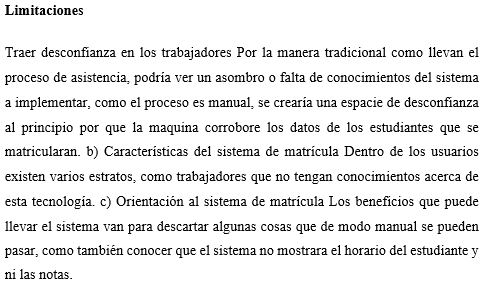 Limitaciones
Traer desconfianza en los trabajadores Por la manera tradicional como llevan el
proceso de asistencia, podría ver un asombro o falta de conocimientos del sistema
a implementar, como el proceso es manual, se crearía una espacie de desconfianza
al principio por que la maquina corrobore los datos de los estudiantes que se
matricularan. b) Características del sistema de matrícula Dentro de los usuarios
existen varios estratos, como trabajadores que no tengan conocimientos acerca de
esta tecnología. c) Orientación al sistema de matrícula Los beneficios que puede
llevar el sistema van para descartar algunas cosas que de modo manual se pueden
pasar, como también conocer que el sistema no mostrara el horario del estudiante y
ni las notas.